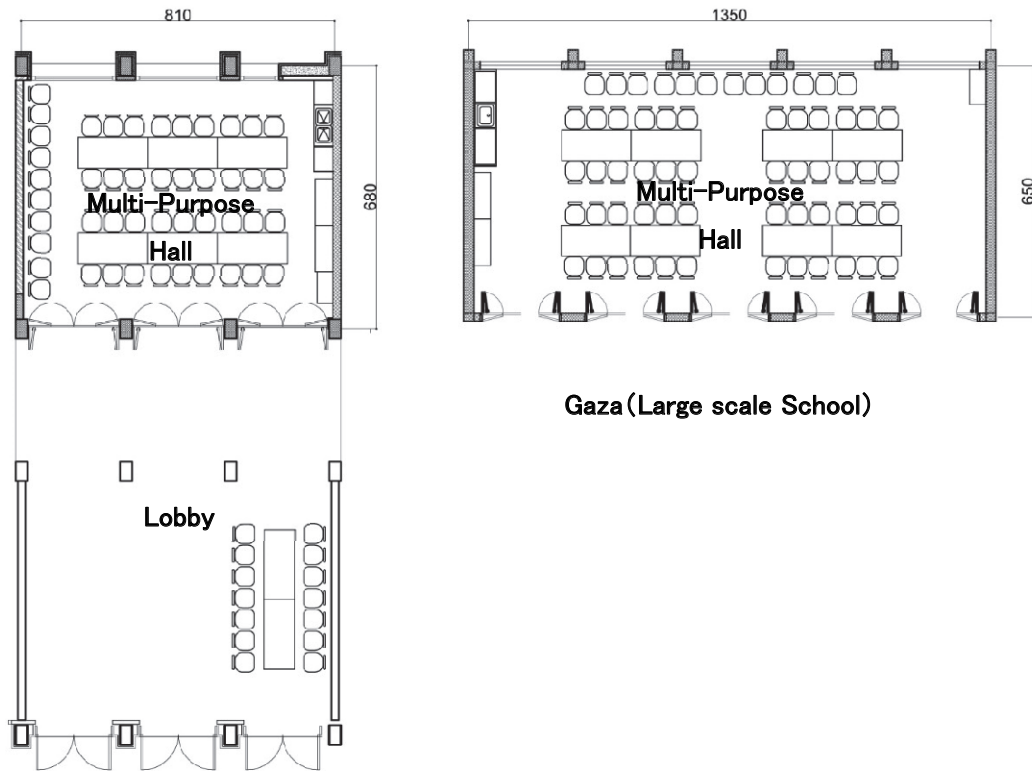 810
1350
680
650
Multi-Purpose
Hall
Multi-Purpose
Hall
Gaza(Large scale School)
Lobby